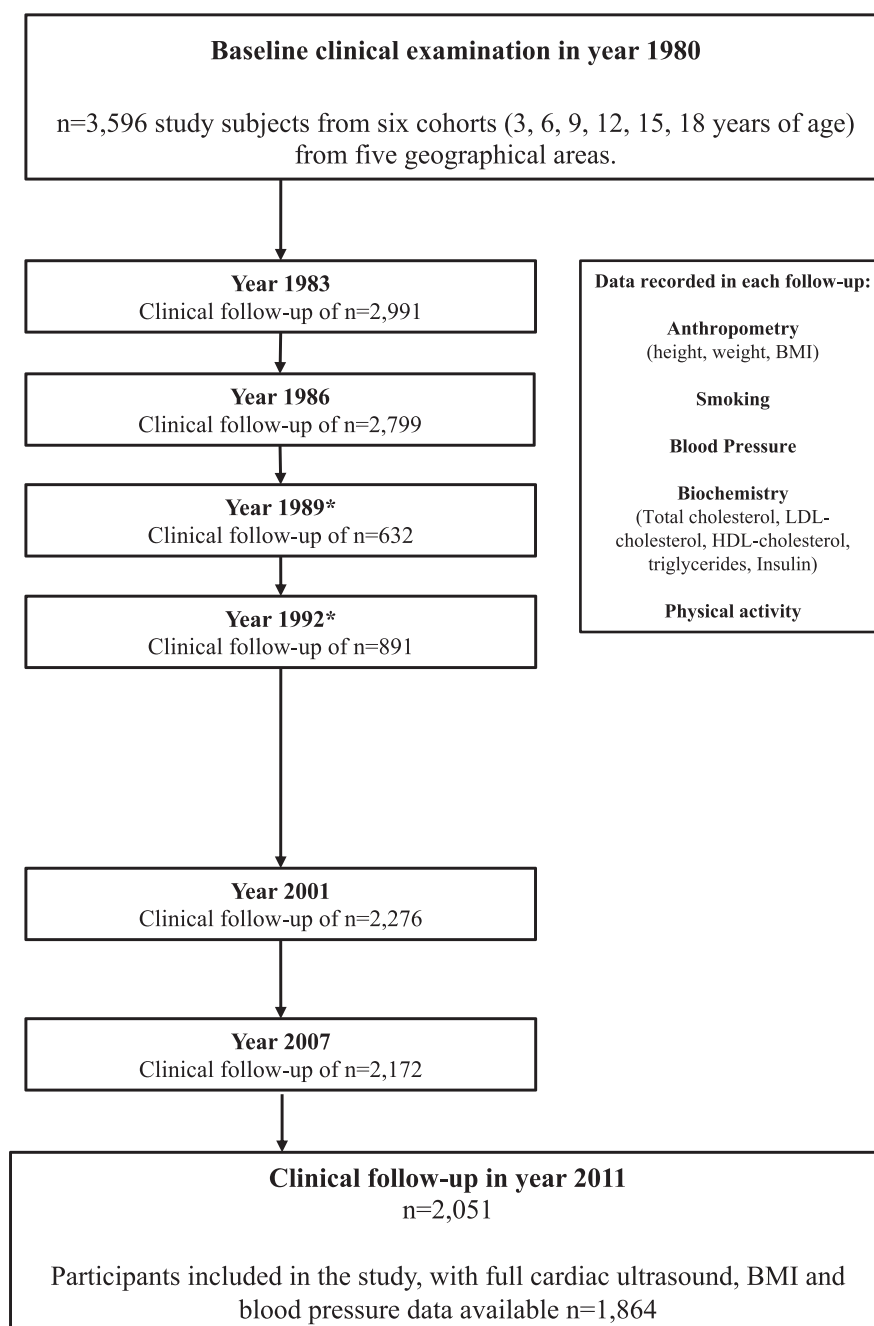 Baseline clinical examination in year 1980
n=3,596 study subjects from six cohorts (3, 6, 9, 12, 15, 18 years of age)
from five geographical areas.
Year 1983
Clinical follow-up of n=2,991
Year 1986
Clinical follow-up of n=2,799
Year 1989*
Clinical follow-up of n=632
Year 1992*
Clinical follow-up of n=891
Data recorded in each follow-up:
Anthropometry
(height, weight, BMI)
Smoking
Blood Pressure
Biochemistry
(Total cholesterol, LDL-
cholesterol, HDL-cholesterol,
triglycerides, Insulin)
Physical activity
Year 2001
Clinical follow-up of n=2,276
Year 2007
Clinical follow-up of n=2,172
Clinical follow-up in year 2011
n=2,051
Participants included in the study, with full cardiac ultrasound, BMI and
blood pressure data available n=1,864